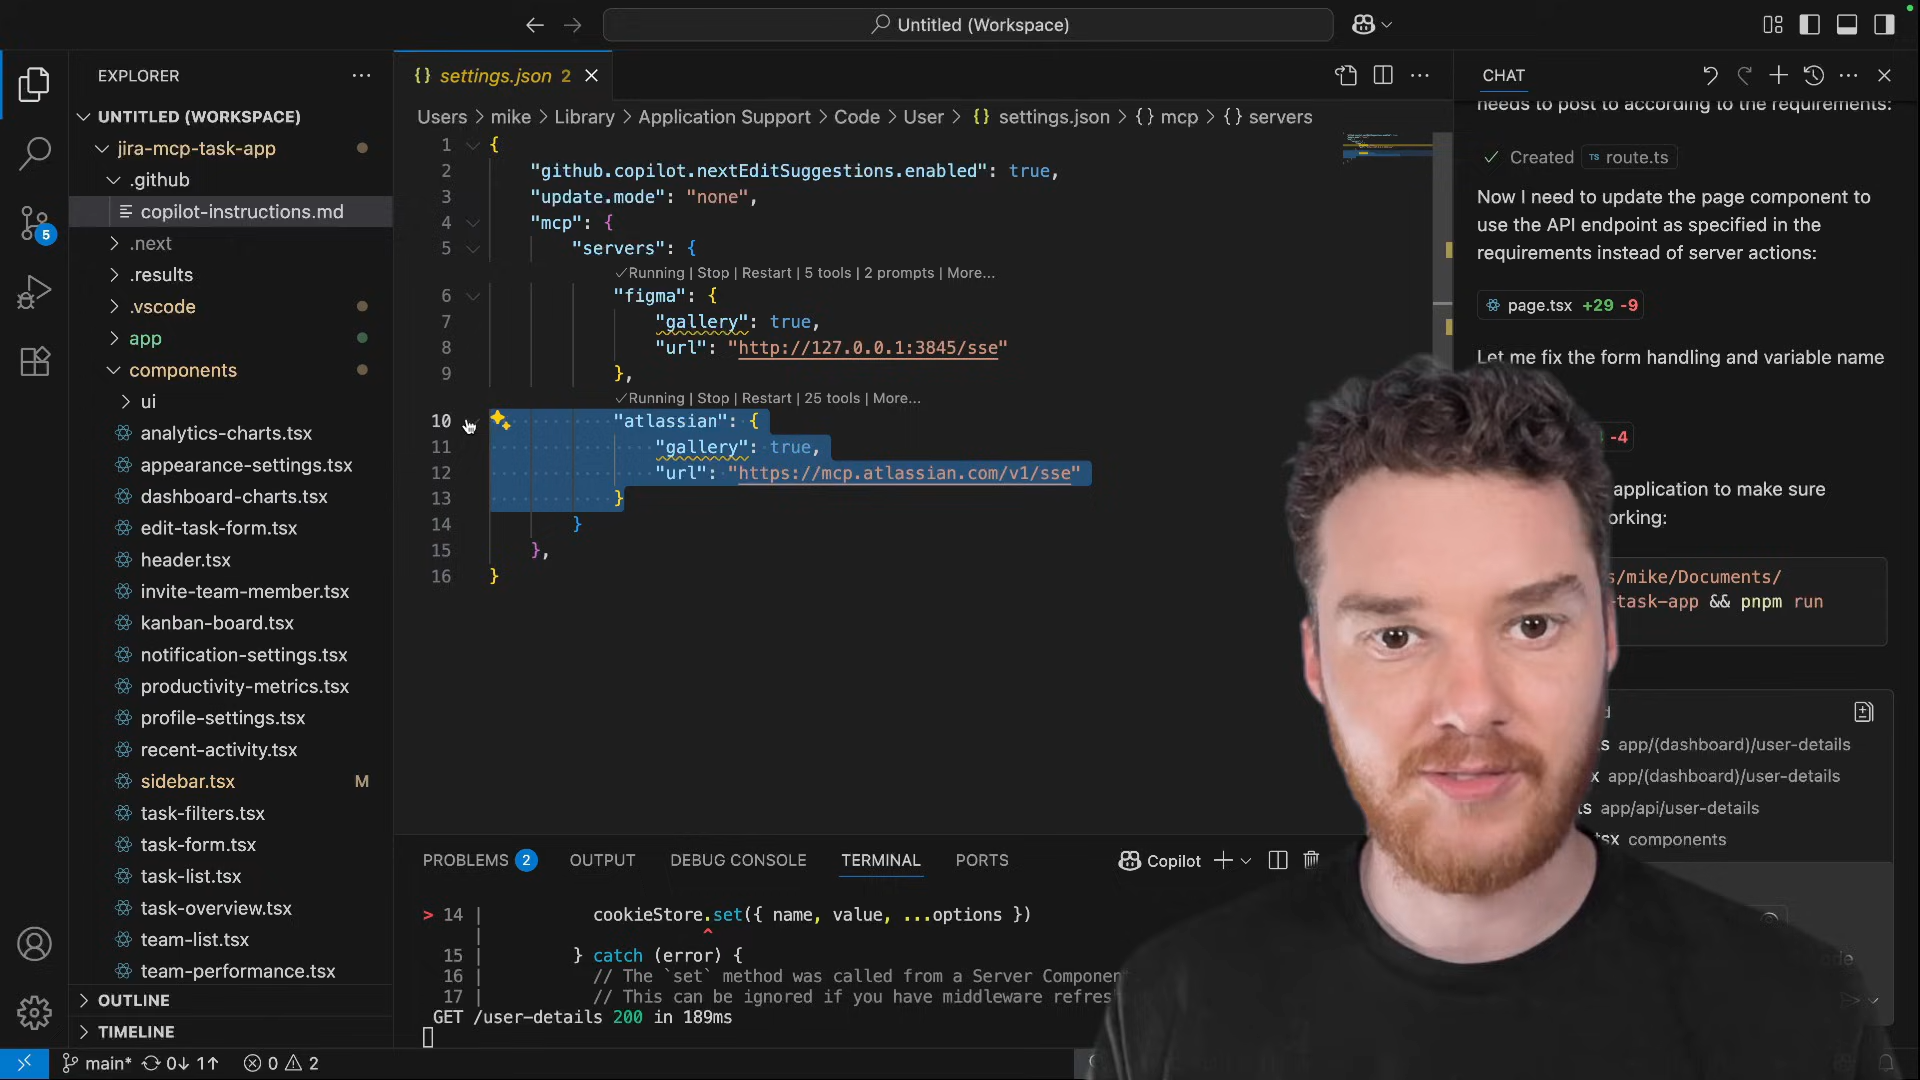 Untitled (Workspace)
EXPLORER
UNTITLED (WORKSPACE)
jira-mcp-task-app
.github
copilot-instructions.md
.next
.results
.vscode
app
components
ui
analytics-charts.tsx
appearance-settings.tsx
dashboard-charts.tsx
edit-task-form.tsx
header.tsx
invite-team-member.tsx
kanban-board.tsx
notification-settings.tsx
productivity-metrics.tsx
profile-settings.tsx
recent-activity.tsx
sidebar.tsx M
task-filters.tsx
task-form.tsx
task-list.tsx
task-overview.tsx
team-list.tsx
team-performance.tsx
OUTLINE
TIMELINE
5
{} settings.json 2
Users > mike > Library > Application Support > Code > User > {} settings.json > {} mcp > {} servers
1 {
2 "github.copilot.nextEditSuggestions.enabled": true,
3 "update.mode": "none",
4 "mcp": {
5 "servers": {
✓Running | Stop | Restart | 5 tools | 2 prompts | More...
6 "figma": {
7 "gallery": true,
8 "url": "http://127.0.0.1:3845/sse"
9 },
✓Running | Stop | Restart | 25 tools | More...
10 "atlassian": {
11 "gallery": true,
12 "url": "https://mcp.atlassian.com/v1/sse"
13 }
14 }
15 },
16 }
PROBLEMS 2 OUTPUT DEBUG CONSOLE TERMINAL PORTS
Copilot
> 14 | cookieStore.set({ name, value, ...options })
| ^
15 | } catch (error) {
16 | // The `set` method was called from a Server Componen
17 | // This can be ignored if you have middleware refres
GET /user-details 200 in 189ms
CHAT
needs to post to according to the requirements:
Created TS route.ts
Now I need to update the page component to
use the API endpoint as specified in the
requirements instead of server actions:
page.tsx +29 -9
Let me fix the form handling and variable name
-4
application to make sure
orking:
s/mike/Documents/
-task-app && pnpm run
s app/(dashboard)/user-details
x app/(dashboard)/user-details
ts app/api/user-details
tsx components
main* 0↓ 1↑ 0 2